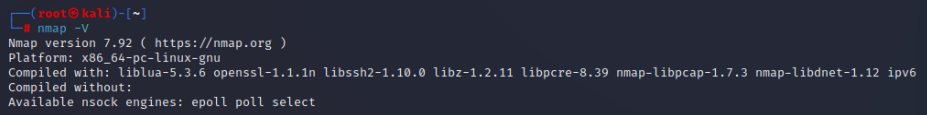 ┌──(root㉿kali)-[~]
└─# nmap -V
Nmap version 7.92 ( https://nmap.org )
Platform: x86_64-pc-linux-gnu
Compiled with: liblua-5.3.6 openssl-1.1.1n libssh2-1.10.0 libz-1.2.11 libpcre-8.39 nmap-libpcap-1.7.3 nmap-libdnet-1.12 ipv6
Compiled without:
Available nsock engines: epoll poll select